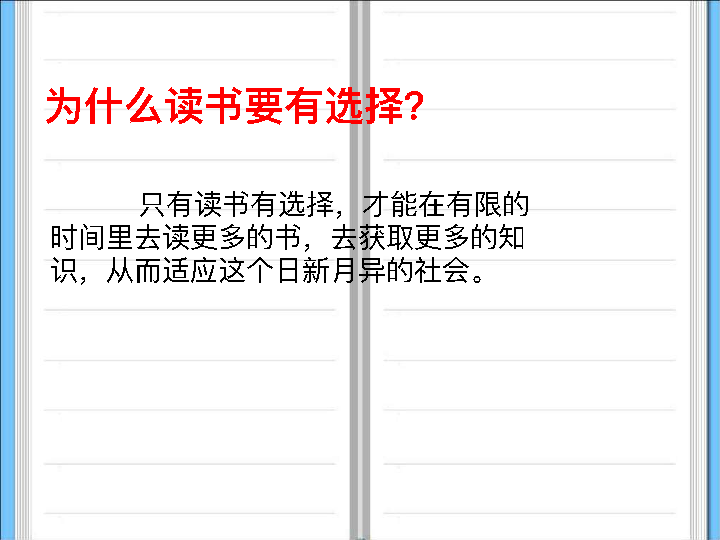 为什么读书要有选择?
只有读书有选择，才能在有限的
时间里去读更多的书，去获取更多的知
识，从而适应这个日新月异的社会。